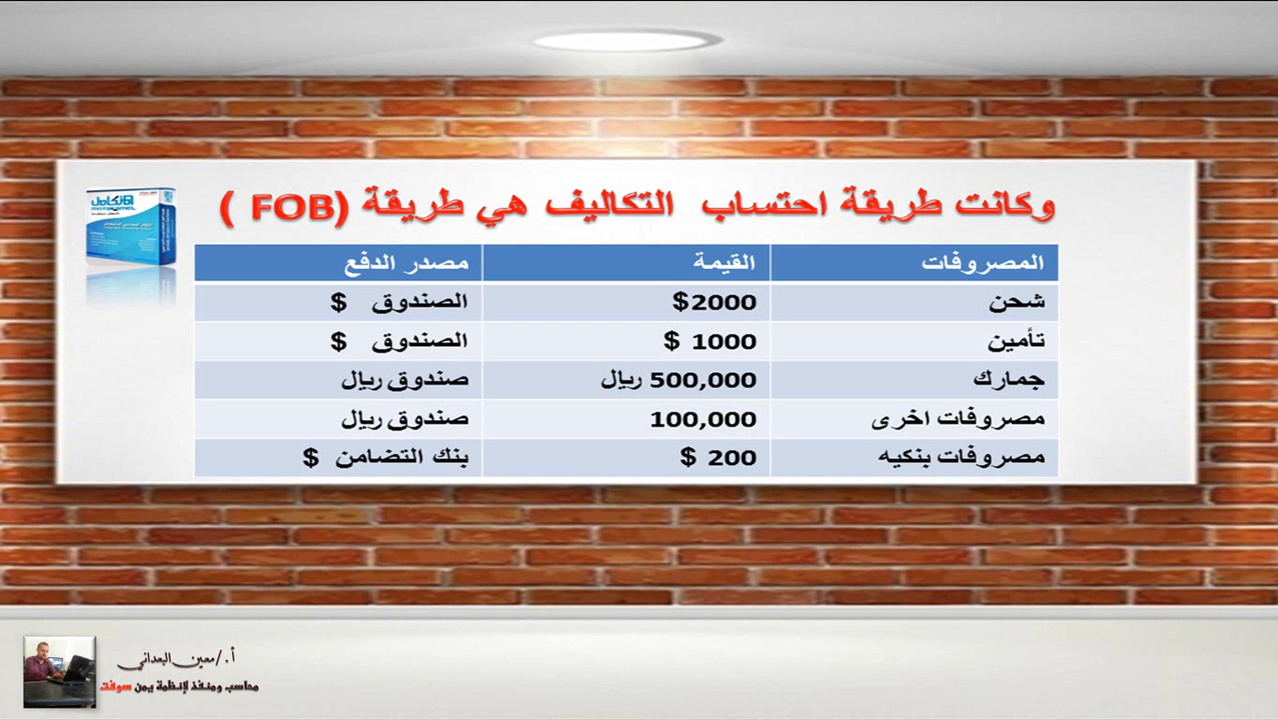 وكانت طريقة احتساب التكاليف هي طريقة (FOB )
المصروفات القيمة مصدر الدفع
شحن 2000$ الصندوق $
تأمين 1000 $ الصندوق $
جمارك 500,000 ريال صندوق ريال
مصروفات اخرى 100,000 صندوق ريال
مصروفات بنكيه 200 $ بنك التضامن $
المتكامل
أ./معين البعداني
محاسب ومنفذ لإنظمة يمن سوفت